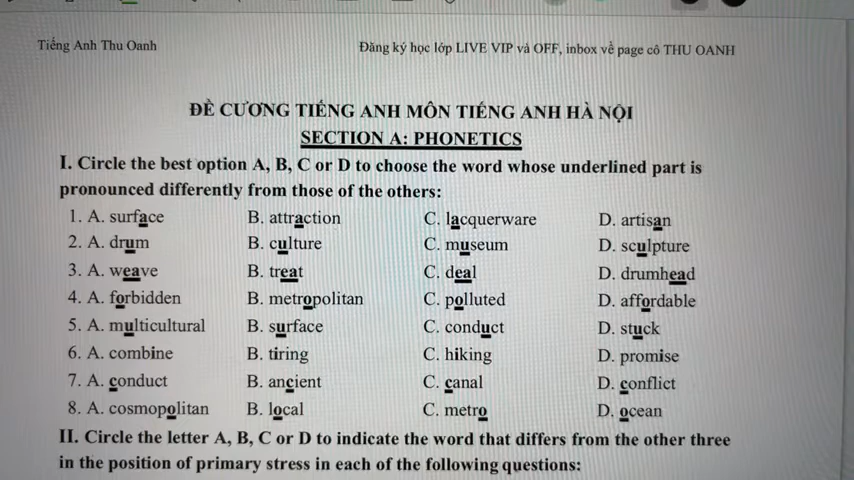 Tiếng Anh Thu Oanh Đăng ký học lớp LIVE VIP và OFF, inbox về page cô THU OANH
ĐỀ CƯƠNG TIẾNG ANH MÔN TIẾNG ANH HÀ NỘI
SECTION A: PHONETICS
I. Circle the best option A, B, C or D to choose the word whose underlined part is
pronounced differently from those of the others:
1. A. surface B. attraction C. lacquerware D. artisan
2. A. drum B. culture C. museum D. sculpture
3. A. weave B. treat C. deal D. drumhead
4. A. forbidden B. metropolitan C. polluted D. affordable
5. A. multicultural B. surface C. conduct D. stuck
6. A. combine B. tiring C. hiking D. promise
7. A. conduct B. ancient C. canal D. conflict
8. A. cosmopolitan B. local C. metro D. ocean
II. Circle the letter A, B, C or D to indicate the word that differs from the other three
in the position of primary stress in each of the following questions: